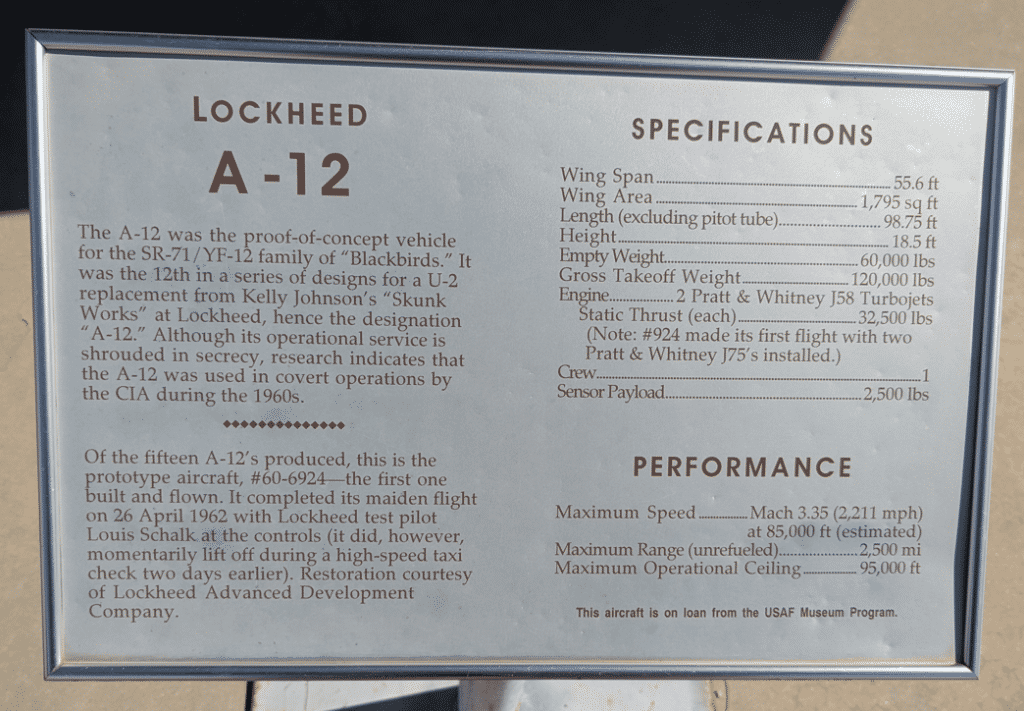 LOCKHEED
A-12
The A-12 was the proof-of-concept vehicle
for the SR-71/YF-12 family of “Blackbirds.” It
was the 12th in a series of designs for a U-2
replacement from Kelly Johnson’s “Skunk
Works” at Lockheed, hence the designation
“A-12.” Although its operational service is
shrouded in secrecy, research indicates that
the A-12 was used in covert operations by
the CIA during the 1960s.
Of the fifteen A-12’s produced, this is the
prototype aircraft, #60-6924—the first one
built and flown. It completed its maiden flight
on 26 April 1962 with Lockheed test pilot
Louis Schalk at the controls (it did, however,
momentarily lift off during a high-speed taxi
check two days earlier). Restoration courtesy
of Lockheed Advanced Development
Company.
SPECIFICATIONS
Wing Span.......... 55.6 ft
Wing Area.......... 1,795 sq ft
Length (excluding pitot tube).......... 98.75 ft
Height.......... 18.5 ft
Empty Weight.......... 60,000 lbs
Gross Takeoff Weight.......... 120,000 lbs
Engine.......... 2 Pratt & Whitney J58 Turbojets
Static Thrust (each).......... 32,500 lbs
(Note: #924 made its first flight with two
Pratt & Whitney J75’s installed.)
Crew.......... 1
Sensor Payload.......... 2,500 lbs
PERFORMANCE
Maximum Speed .......... Mach 3.35 (2,211 mph)
at 85,000 ft (estimated)
Maximum Range (unrefueled).......... 2,500 mi
Maximum Operational Ceiling.......... 95,000 ft
This aircraft is on loan from the USAF Museum Program.